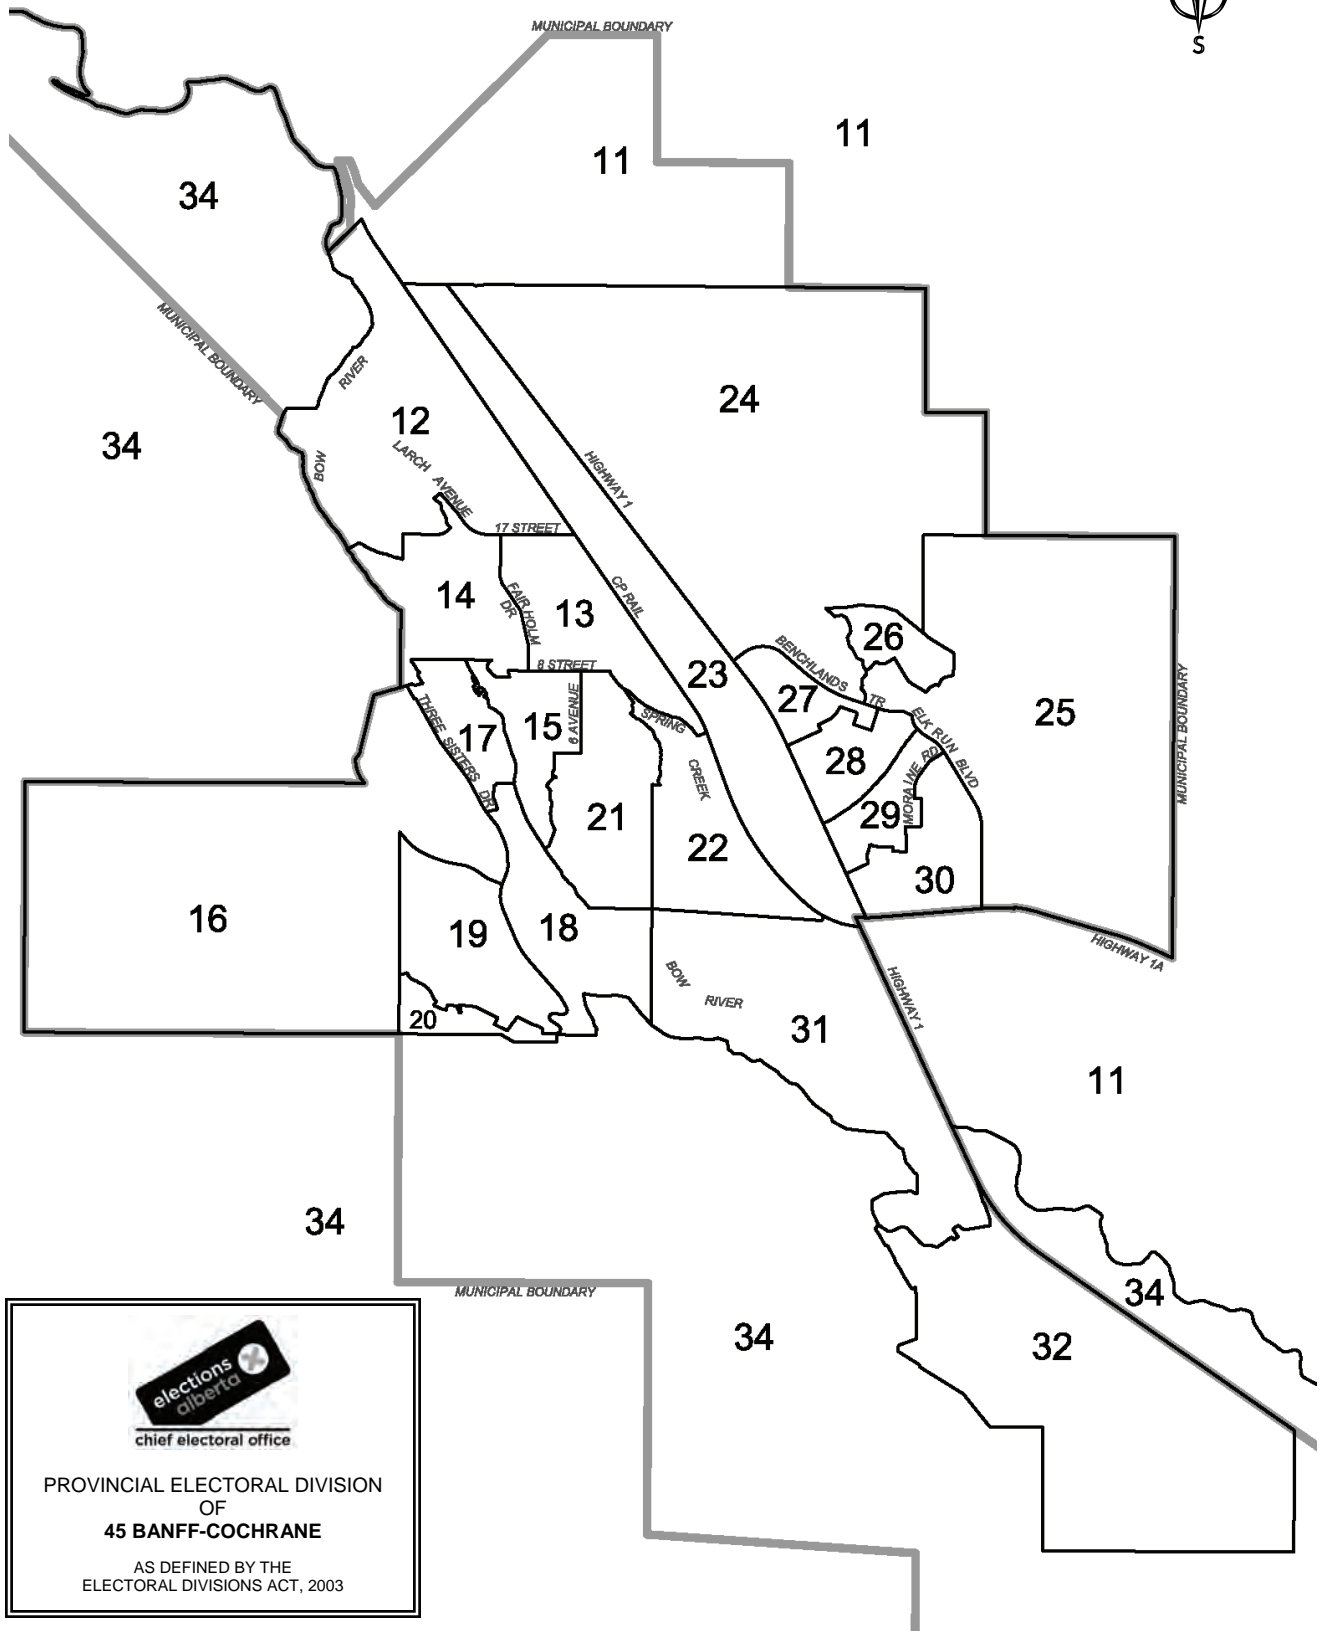 S
MUNICIPAL BOUNDARY
11
11
34
MUNICIPAL BOUNDARY
RIVER
24
12
34
LARCH AVENUE
BOW
HIGHWAY 1
17 STREET
CP RAIL
14
FAIRHOLM DR
13
26
BENCHLANDS TR
8 STREET
23
27
MUNICIPAL BOUNDARY
THREE SISTERS DR
17
15
6 AVENUE
SPRING CREEK
ELK RUN BLVD
25
28
MORAINE RD
29
21
22
30
16
19
18
HIGHWAY 1A
BOW RIVER
HIGHWAY 1
20
31
11
34
MUNICIPAL BOUNDARY
34
34
32
elections
alberta
chief electoral office
PROVINCIAL ELECTORAL DIVISION
OF
45 BANFF-COCHRANE
AS DEFINED BY THE
ELECTORAL DIVISIONS ACT, 2003